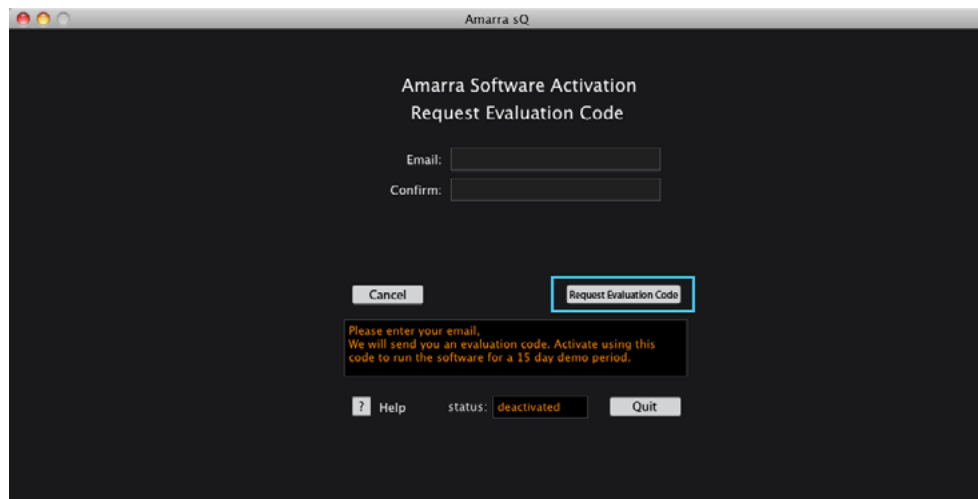 Amarra sQ
Amarra Software Activation
Request Evaluation Code
Email:
Confirm:
Cancel
Request Evaluation Code
Please enter your email,
We will send you an evaluation code. Activate using this
code to run the software for a 15 day demo period.
? Help
status: deactivated
Quit